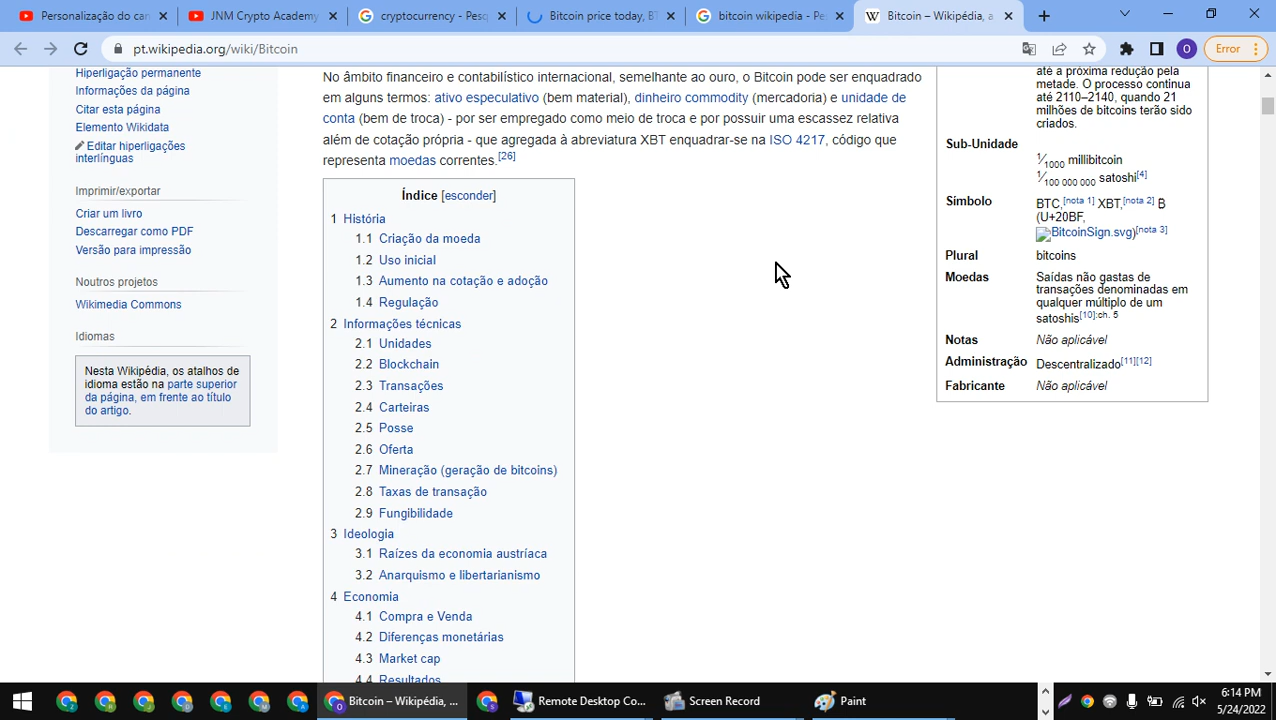 Personalização do can
JNM Crypto Academy
cryptocurrency - Pesq
Bitcoin price today, BT
bitcoin wikipedia - Pes
Bitcoin – Wikipédia, a
pt.wikipedia.org/wiki/Bitcoin
Error
Hiperligação permanente
Informações da página
Citar esta página
Elemento Wikidata
Editar hiperligações
interlínguas
Imprimir/exportar
Criar um livro
Descarregar como PDF
Versão para impressão
Noutros projetos
Wikimedia Commons
Idiomas
Nesta Wikipédia, os atalhos de
idioma estão na parte superior
da página, em frente ao título
do artigo.
No âmbito financeiro e contabilístico internacional, semelhante ao ouro, o Bitcoin pode ser enquadrado
em alguns termos: ativo especulativo (bem material), dinheiro commodity (mercadoria) e unidade de
conta (bem de troca) - por ser empregado como meio de troca e por possuir uma escassez relativa
além de cotação própria - que agregada à abreviatura XBT enquadrar-se na ISO 4217, código que
representa moedas correntes.[26]
Índice [esconder]
1 História
1.1 Criação da moeda
1.2 Uso inicial
1.3 Aumento na cotação e adoção
1.4 Regulação
2 Informações técnicas
2.1 Unidades
2.2 Blockchain
2.3 Transações
2.4 Carteiras
2.5 Posse
2.6 Oferta
2.7 Mineração (geração de bitcoins)
2.8 Taxas de transação
2.9 Fungibilidade
3 Ideologia
3.1 Raízes da economia austríaca
3.2 Anarquismo e libertarianismo
4 Economia
4.1 Compra e Venda
4.2 Diferenças monetárias
4.3 Market cap
4.4 Resultados
até a próxima redução pela
metade. O processo continua
até 2110–2140, quando 21
milhões de bitcoins terão sido
criados.
Sub-Unidade
1⁄1000 millibitcoin
1⁄100 000 000 satoshi[4]
Símbolo
BTC,[nota 1] XBT,[nota 2] ₿
(U+20BF,
BitcoinSign.svg)[nota 3]
Plural bitcoins
Moedas Saídas não gastas de
transações denominadas em
qualquer múltiplo de um
satoshis[10]:ch. 5
Notas Não aplicável
Administração Descentralizado[11][12]
Fabricante Não aplicável
Bitcoin – Wikipédia, ...
Remote Desktop Co...
Screen Record
Paint
6:14 PM
5/24/2022